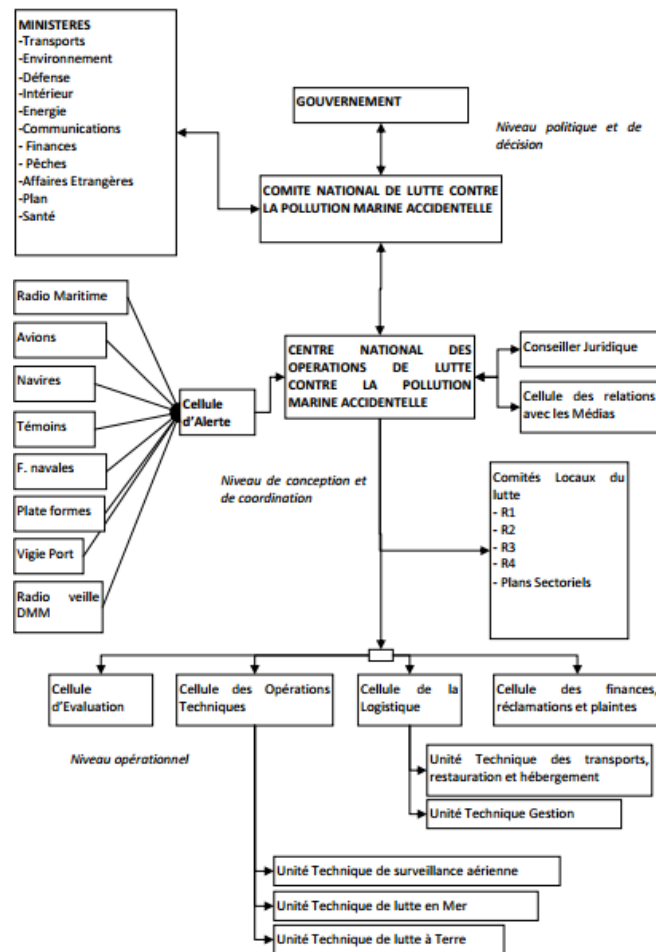 MINISTERES
-Transports
-Environnement
-Défense
-Intérieur
-Energie
-Communications
- Finances
- Pêches
-Affaires Etrangères
-Plan
-Santé
GOUVERNEMENT
Niveau politique et de
décision
COMITE NATIONAL DE LUTTE CONTRE
LA POLLUTION MARINE ACCIDENTELLE
Radio Maritime
Avions
Navires
Témoins
F. navales
Plate formes
Vigie Port
Radio veille
DMM
Cellule
d'Alerte
CENTRE NATIONAL DES
OPERATIONS DE LUTTE
CONTRE LA POLLUTION
MARINE ACCIDENTELLE
Conseiller Juridique
Cellule des relations
avec les Médias
Niveau de conception et
de coordination
Comités Locaux du
lutte
- R1
- R2
- R3
- R4
- Plans Sectoriels
Cellule
d'Evaluation
Cellule des Opérations
Techniques
Cellule de la
Logistique
Cellule des finances,
réclamations et plaintes
Niveau opérationnel
Unité Technique des transports,
restauration et hébergement
Unité Technique Gestion
Unité Technique de surveillance aérienne
Unité Technique de lutte en Mer
Unité Technique de lutte à Terre